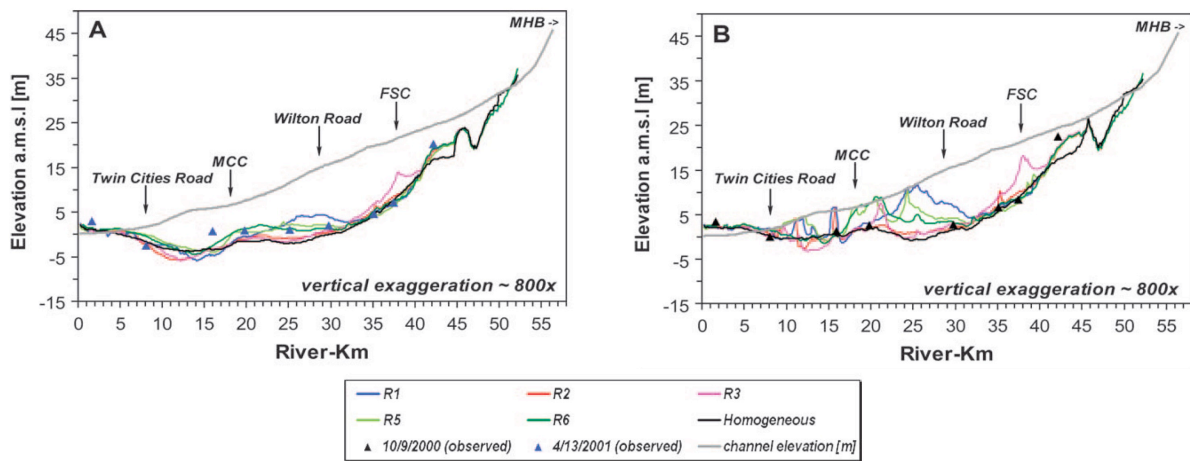 A
MHB ->
45
35
25
15
5
-5
-15
Elevation a.m.s.l [m]
FSC
Wilton Road
MCC
Twin Cities Road
vertical exaggeration ~ 800x
0 5 10 15 20 25 30 35 40 45 50 55
River-Km
B
MHB ->
45
35
25
15
5
-5
-15
Elevation a.m.s.l [m]
FSC
Wilton Road
MCC
Twin Cities Road
vertical exaggeration ~ 800x
0 5 10 15 20 25 30 35 40 45 50 55
River-Km
R1 R2 R3
R5 R6 Homogeneous
10/9/2000 (observed) 4/13/2001 (observed) channel elevation [m]